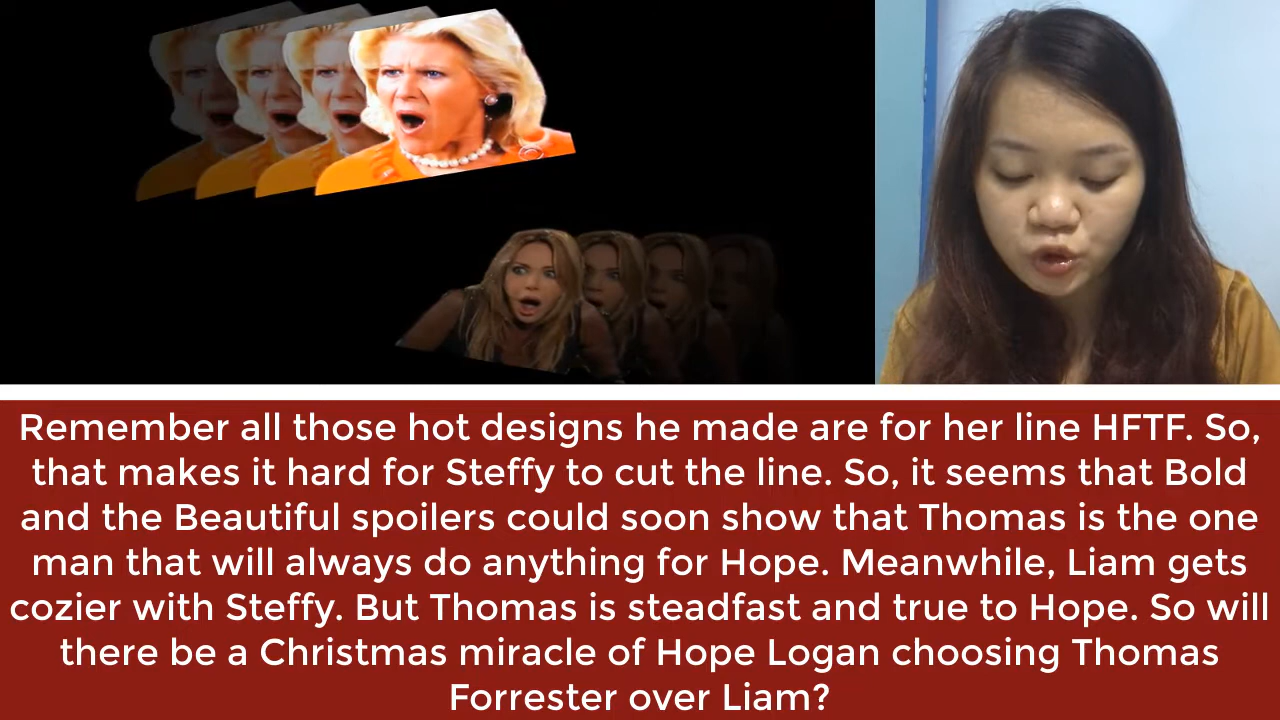 Remember all those hot designs he made are for her line HFTF. So,
that makes it hard for Steffy to cut the line. So, it seems that Bold
and the Beautiful spoilers could soon show that Thomas is the one
man that will always do anything for Hope. Meanwhile, Liam gets
cozier with Steffy. But Thomas is steadfast and true to Hope. So will
there be a Christmas miracle of Hope Logan choosing Thomas
Forrester over Liam?